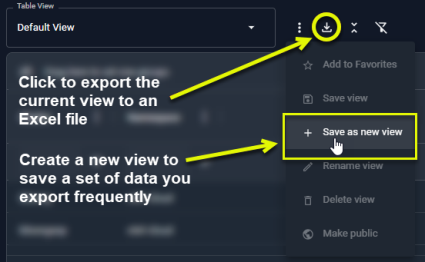 Table View
Default View
Add to Favorites
Click to export the
current view to an
Excel file
Save view
Save as new view
Create a new view to
save a set of data you
export frequently
Rename view
Delete view
Make public